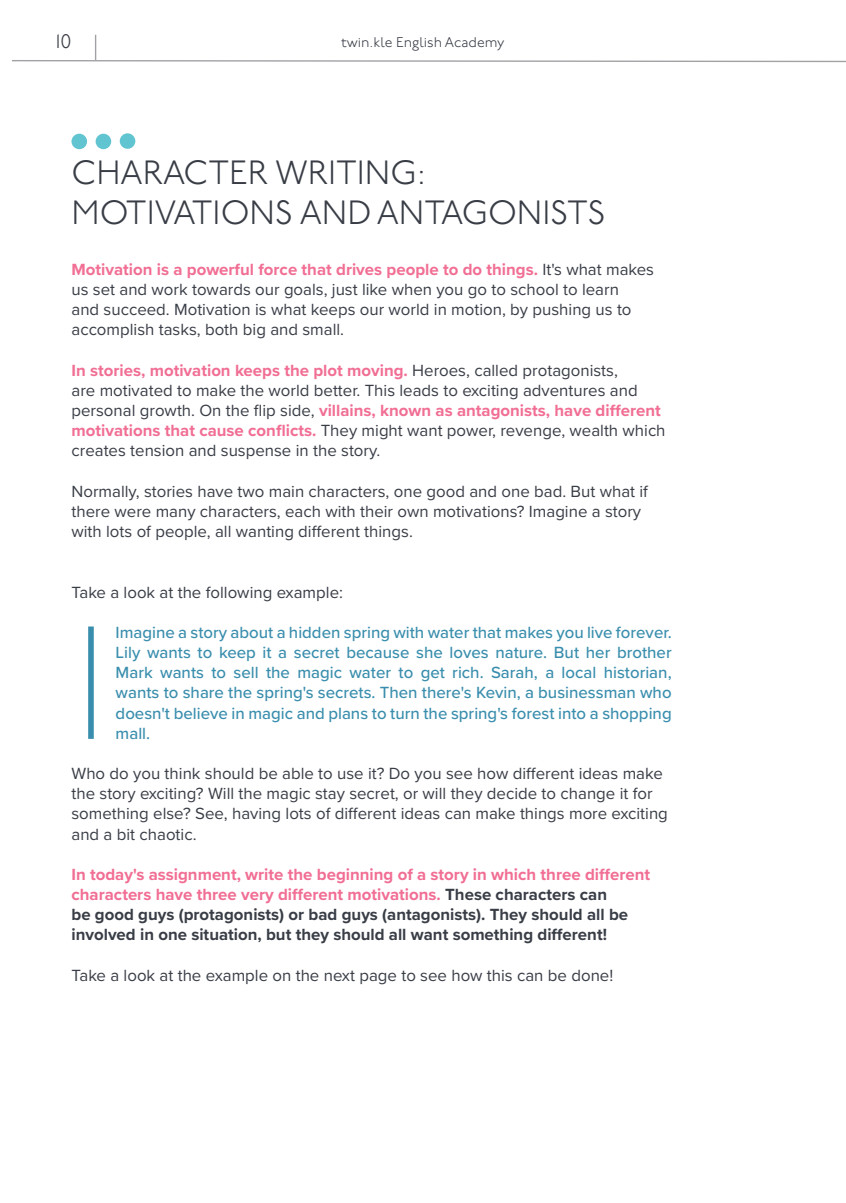 10
twin.kle English Academy
CHARACTER WRITING:
MOTIVATIONS AND ANTAGONISTS
Motivation is a powerful force that drives people to do things. It's what makes
us set and work towards our goals, just like when you go to school to learn
and succeed. Motivation is what keeps our world in motion, by pushing us to
accomplish tasks, both big and small.
In stories, motivation keeps the plot moving. Heroes, called protagonists,
are motivated to make the world better. This leads to exciting adventures and
personal growth. On the flip side, villains, known as antagonists, have different
motivations that cause conflicts. They might want power, revenge, wealth which
creates tension and suspense in the story.
Normally, stories have two main characters, one good and one bad. But what if
there were many characters, each with their own motivations? Imagine a story
with lots of people, all wanting different things.
Take a look at the following example:
Imagine a story about a hidden spring with water that makes you live forever.
Lily wants to keep it a secret because she loves nature. But her brother
Mark wants to sell the magic water to get rich. Sarah, a local historian,
wants to share the spring's secrets. Then there's Kevin, a businessman who
doesn't believe in magic and plans to turn the spring's forest into a shopping
mall.
Who do you think should be able to use it? Do you see how different ideas make
the story exciting? Will the magic stay secret, or will they decide to change it for
something else? See, having lots of different ideas can make things more exciting
and a bit chaotic.
In today's assignment, write the beginning of a story in which three different
characters have three very different motivations. These characters can
be good guys (protagonists) or bad guys (antagonists). They should all be
involved in one situation, but they should all want something different!
Take a look at the example on the next page to see how this can be done!